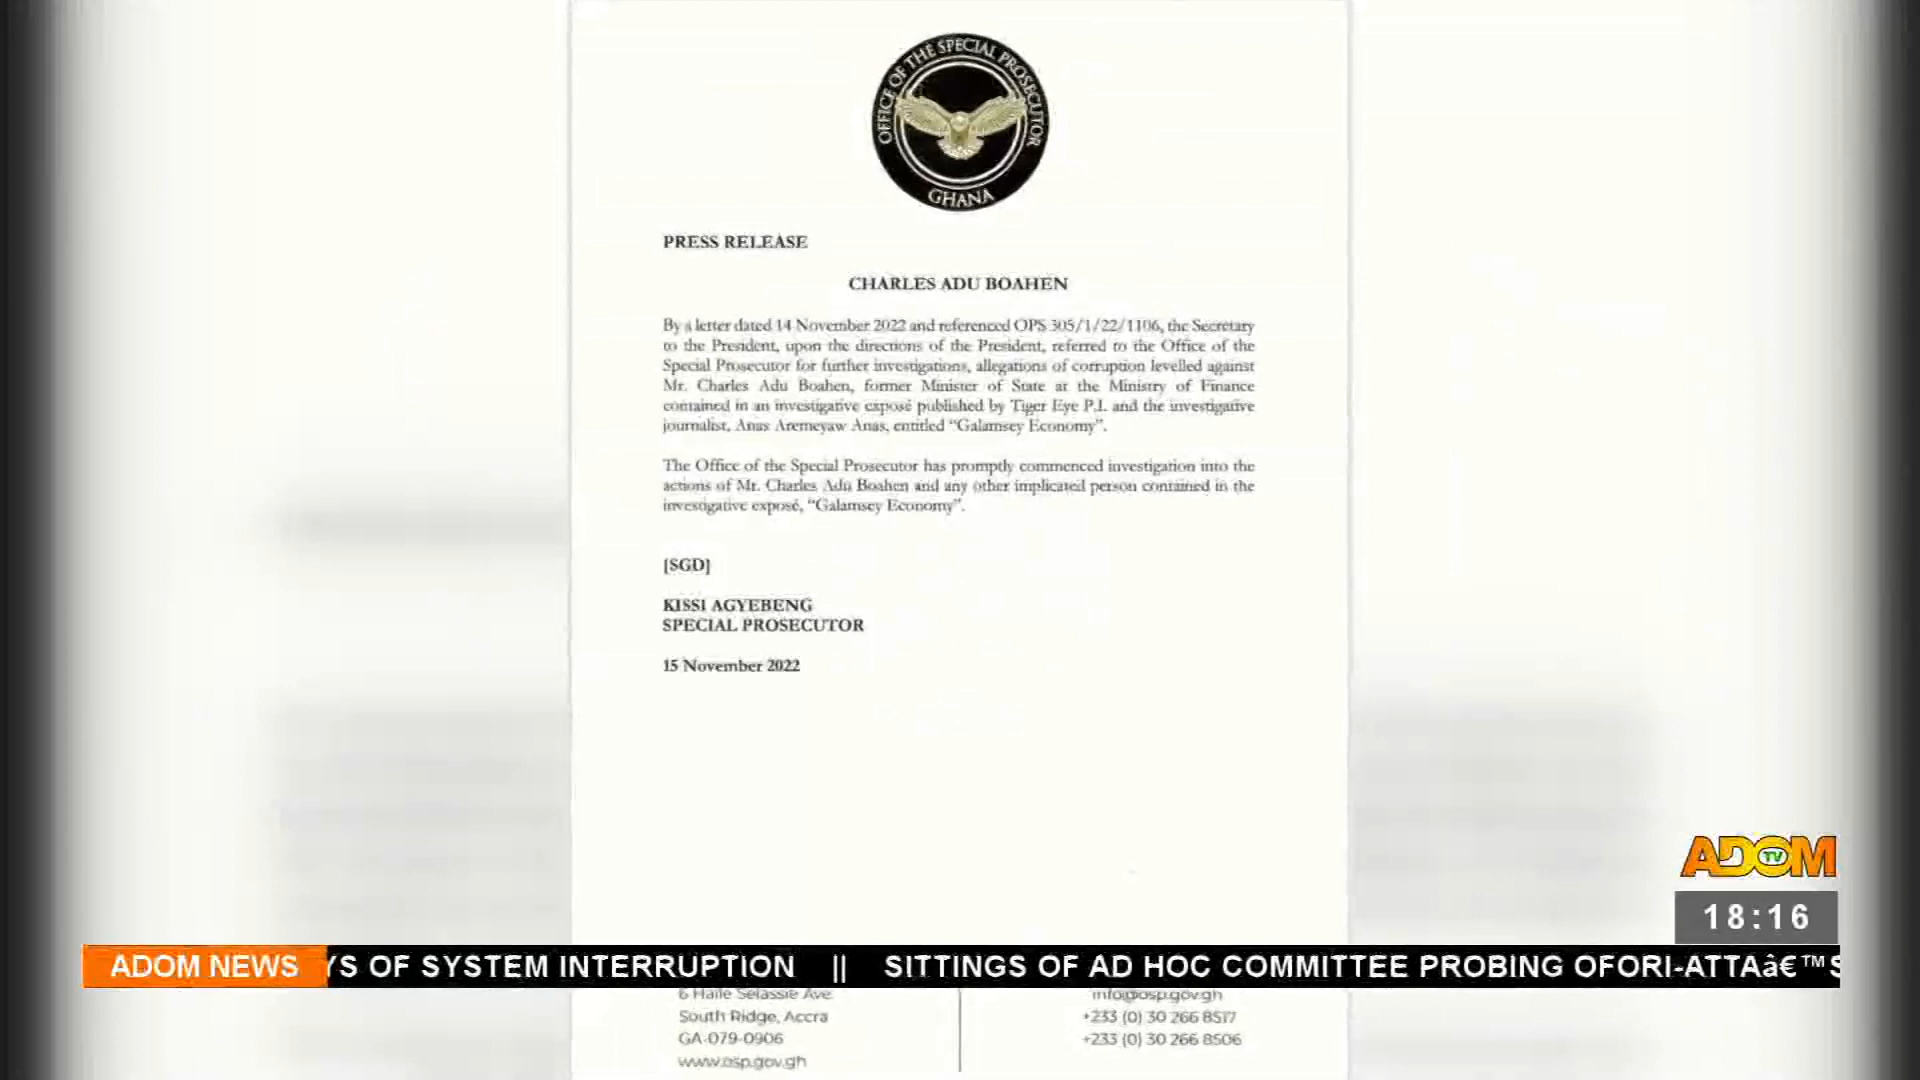 OFFICE OF THE SPECIAL PROSECUTOR
GHANA
PRESS RELEASE
CHARLES ADU BOAHEN
By a letter dated 14 November 2022 and referenced OPS 305/1/22/1106, the Secretary
to the President, upon the directions of the President, referred to the Office of the
Special Prosecutor for further investigations, allegations of corruption levelled against
Mr. Charles Adu Boahen, former Minister of State at the Ministry of Finance
contained in an investigative exposé published by Tiger Eye P.I. and the investigative
journalist, Anas Aremeyaw Anas, entitled “Galamsey Economy”.
The Office of the Special Prosecutor has promptly commenced investigation into the
actions of Mr. Charles Adu Boahen and any other implicated person contained in the
investigative exposé, “Galamsey Economy”.
[SGD]
KISSI AGYEBENG
SPECIAL PROSECUTOR
15 November 2022
ADOM TV
18:16
ADOM NEWS
YS OF SYSTEM INTERRUPTION || SITTINGS OF AD HOC COMMITTEE PROBING OFORI-ATTAâ€™S
6 Haile Selassie Ave
South Ridge, Accra
GA-079-0906
www.osp.gov.gh
info@osp.gov.gh
+233 (0) 30 266 8517
+233 (0) 30 266 8506